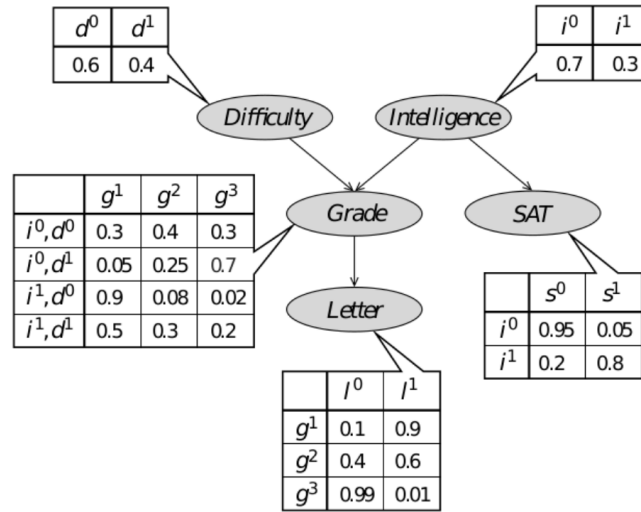 d⁰ d¹
0.6 0.4
i⁰ i¹
0.7 0.3
Difficulty
Intelligence
g¹ g² g³
i⁰,d⁰ 0.3 0.4 0.3
i⁰,d¹ 0.05 0.25 0.7
i¹,d⁰ 0.9 0.08 0.02
i¹,d¹ 0.5 0.3 0.2
Grade
SAT
Letter
s⁰ s¹
i⁰ 0.95 0.05
i¹ 0.2 0.8
l⁰ l¹
g¹ 0.1 0.9
g² 0.4 0.6
g³ 0.99 0.01